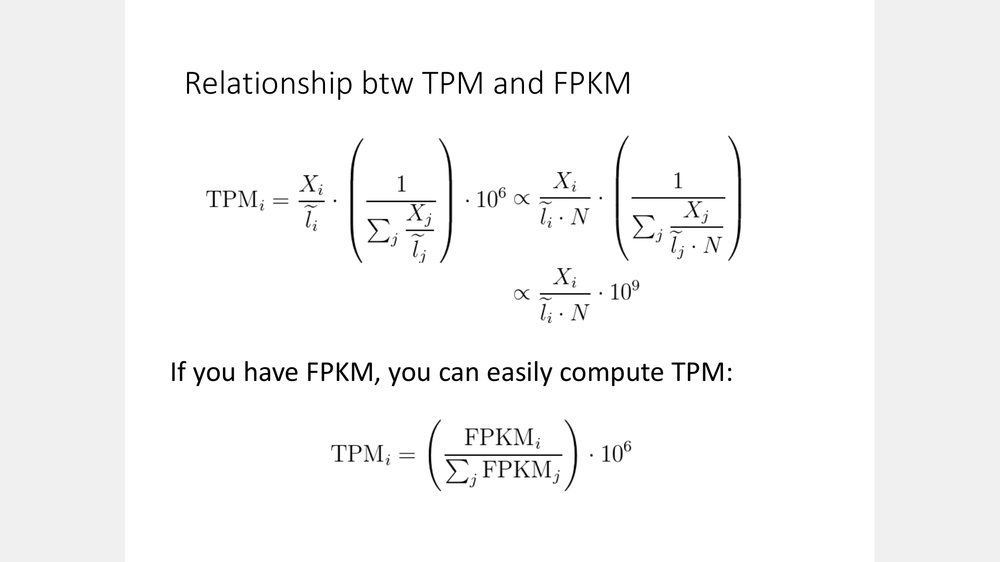 Relationship btw TPM and FPKM
$\mathrm{TPM}_i = \frac{X_i}{\widetilde{l}_i} \cdot \left( \frac{1}{\sum_j \frac{X_j}{\widetilde{l}_j}} \right) \cdot 10^6 \propto \frac{X_i}{\widetilde{l}_i \cdot N} \cdot \left( \frac{1}{\sum_j \frac{X_j}{\widetilde{l}_j \cdot N}} \right)$
$\propto \frac{X_i}{\widetilde{l}_i \cdot N} \cdot 10^9$
If you have FPKM, you can easily compute TPM:
$\mathrm{TPM}_i = \left( \frac{\mathrm{FPKM}_i}{\sum_j \mathrm{FPKM}_j} \right) \cdot 10^6$